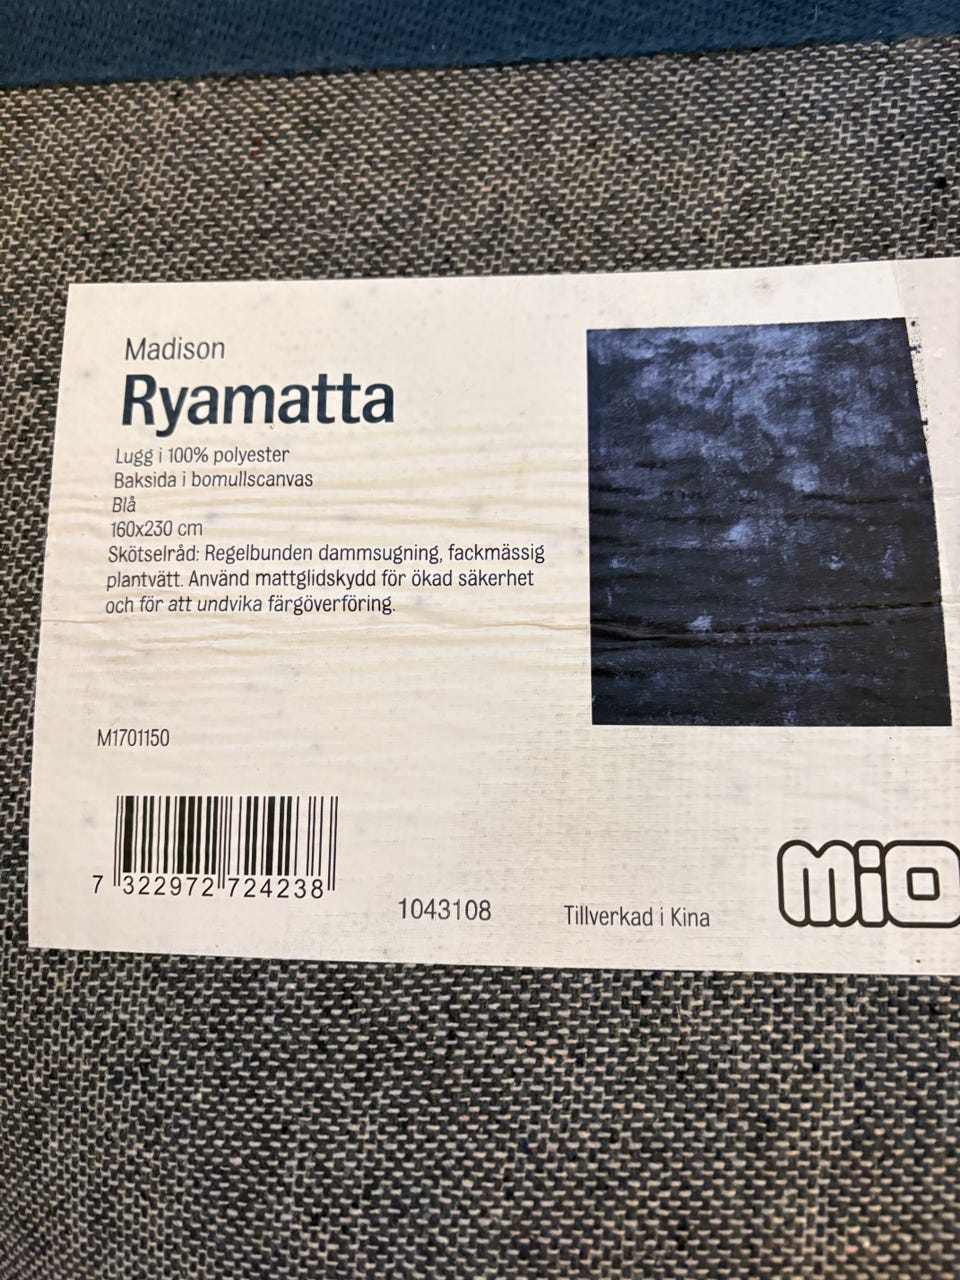 Madison
Ryamatta
Lugg i 100% polyester
Baksida i bomullscanvas
Blå
160x230 cm
Skötselråd: Regelbunden dammsugning, fackmässig
plantvätt. Använd mattglidskydd för ökad säkerhet
och för att undvika färgöverföring.
M1701150
7 322972 724238
1043108
Tillverkad i Kina
mio